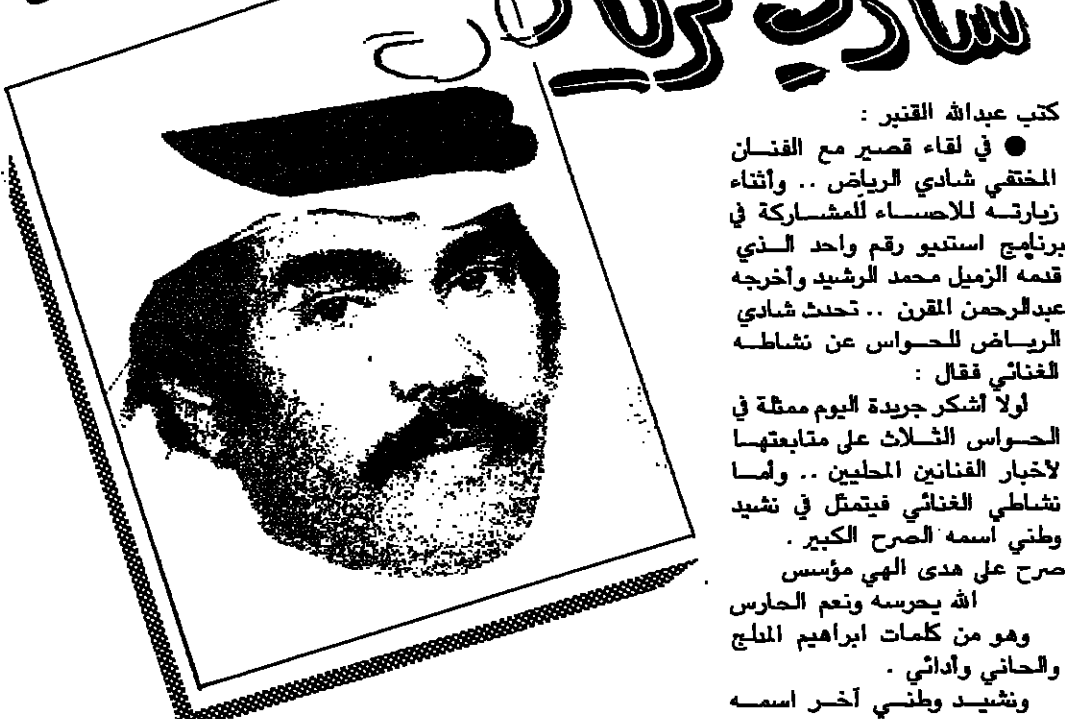 كتب عبدالله القنبر :
● في لقاء قصير مع الفنان
المختفي شادي الرياض .. وأثناء
زيارته للاحساء للمشاركة في
برنامج استديو رقم واحد الذي
قدمه الزميل محمد الرشيد وأخرجه
عبدالرحمن المقرن .. تحدث شادي
الرياض للحواس عن نشاطه
الغنائي فقال :
أولا أشكر جريدة اليوم ممثلة في
الحواس الثلاث على متابعتها
لأخبار الفنانين المحليين .. وأما
نشاطي الغنائي فيتمثل في نشيد
وطني اسمه الصرح الكبير .
صرح على هدى الهي مؤسس
الله يحرسه ونعم الحارس
وهو من كلمات ابراهيم
والحاني وأدائي .
ونشيد وطني آخر اسمه